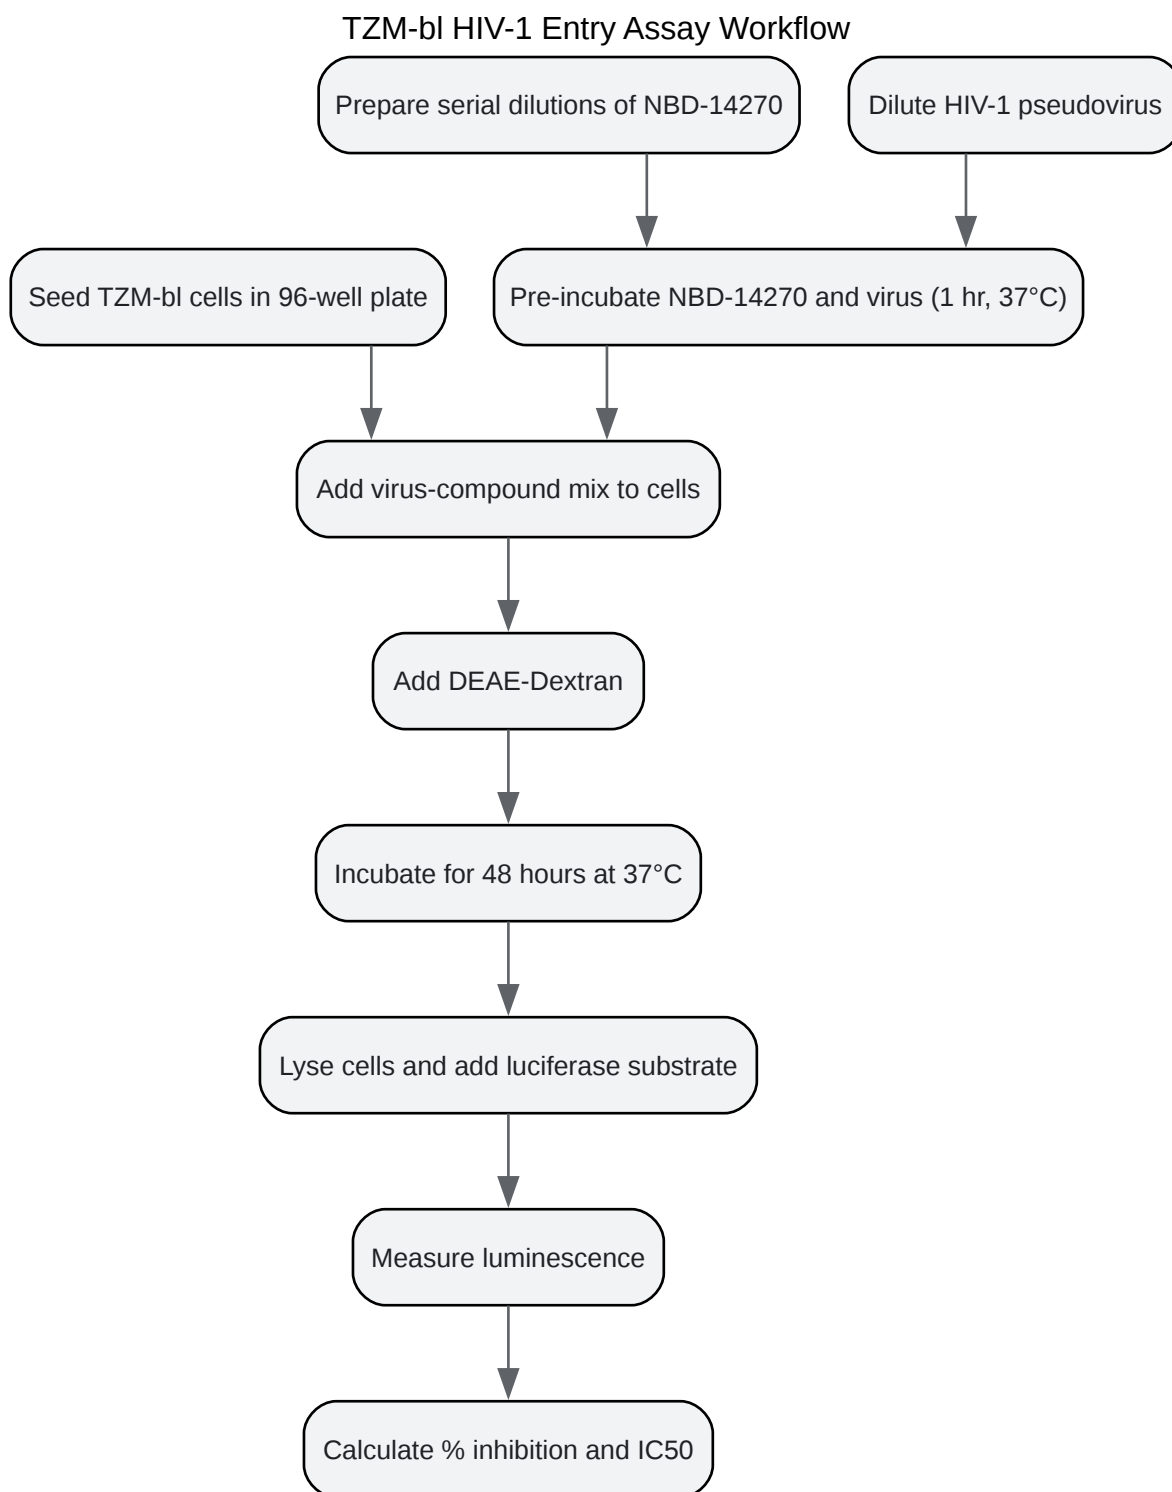 TZM-bl HIV-1 Entry Assay Workflow
Prepare serial dilutions of NBD-14270
Dilute HIV-1 pseudovirus
Seed TZM-bl cells in 96-well plate
Pre-incubate NBD-14270 and virus (1 hr, 37°C)
Add virus-compound mix to cells
Add DEAE-Dextran
Incubate for 48 hours at 37°C
Lyse cells and add luciferase substrate
Measure luminescence
Calculate % inhibition and IC50